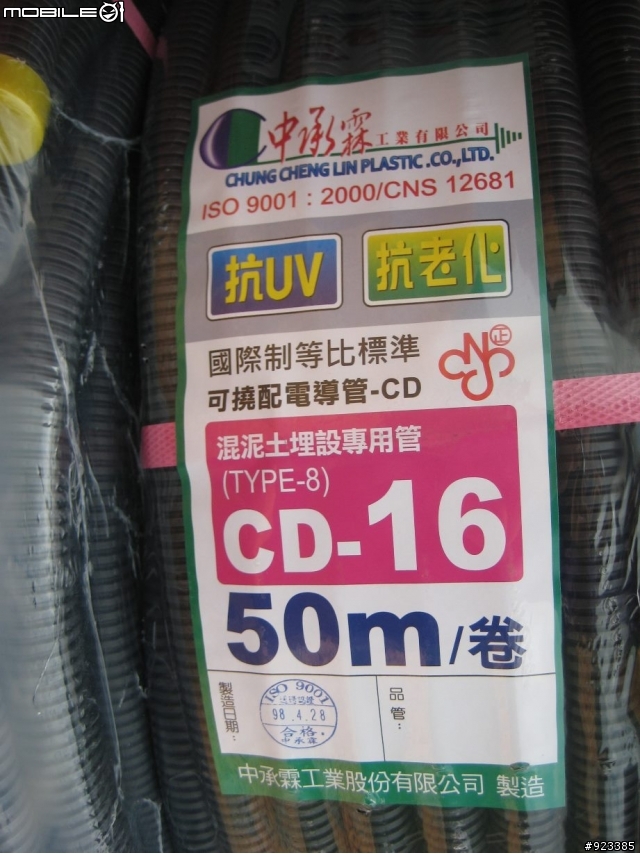 MOBILE01
中承霖工業有限公司
CHUNG CHENG LIN PLASTIC .CO.,LTD.
ISO 9001 : 2000/CNS 12681
抗UV
抗老化
國際制等比標準
可撓配電導管-CD
正
混泥土埋設專用管
(TYPE-8)
CD-16
50m/卷
製造日期:
ISO 9001
98.4.28
合格
中承霖
品管:
中承霖工業股份有限公司 製造
#923385